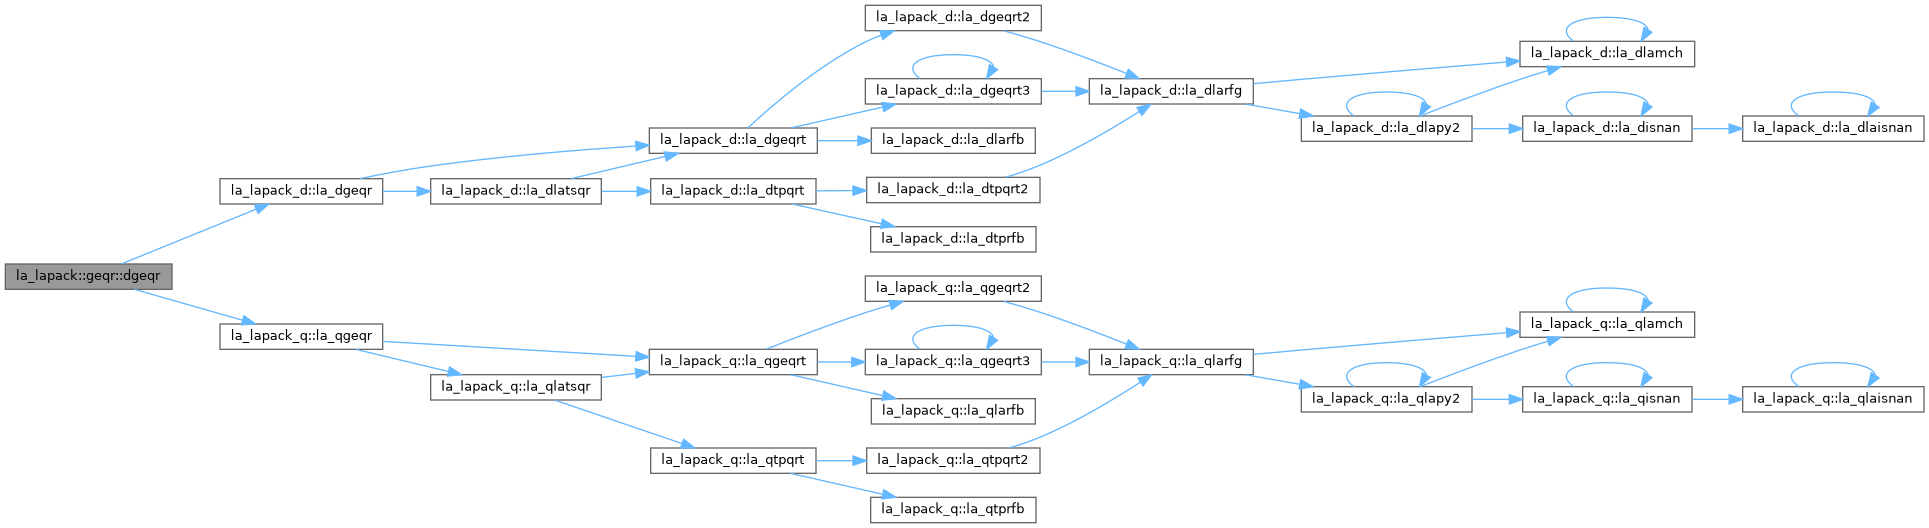 la_lapack_d::la_dgeqrt2
la_lapack_d::la_dlamch
la_lapack_d::la_dgeqrt3
la_lapack_d::la_dlarfg
la_lapack_d::la_dlapy2
la_lapack_d::la_disnan
la_lapack_d::la_dlaisnan
la_lapack_d::la_dgeqrt
la_lapack_d::la_dlarfb
la_lapack_d::la_dgeqr
la_lapack_d::la_dlatsqr
la_lapack_d::la_dtpqrt
la_lapack_d::la_dtpqrt2
la_lapack_d::la_dtprfb
la_lapack::geqr::dgeqr
la_lapack_q::la_qgeqrt2
la_lapack_q::la_qlamch
la_lapack_q::la_qgeqr
la_lapack_q::la_qgeqrt
la_lapack_q::la_qgeqrt3
la_lapack_q::la_qlarfg
la_lapack_q::la_qlatsqr
la_lapack_q::la_qlapy2
la_lapack_q::la_qisnan
la_lapack_q::la_qlaisnan
la_lapack_q::la_qlarfb
la_lapack_q::la_qtpqrt
la_lapack_q::la_qtpqrt2
la_lapack_q::la_qtprfb